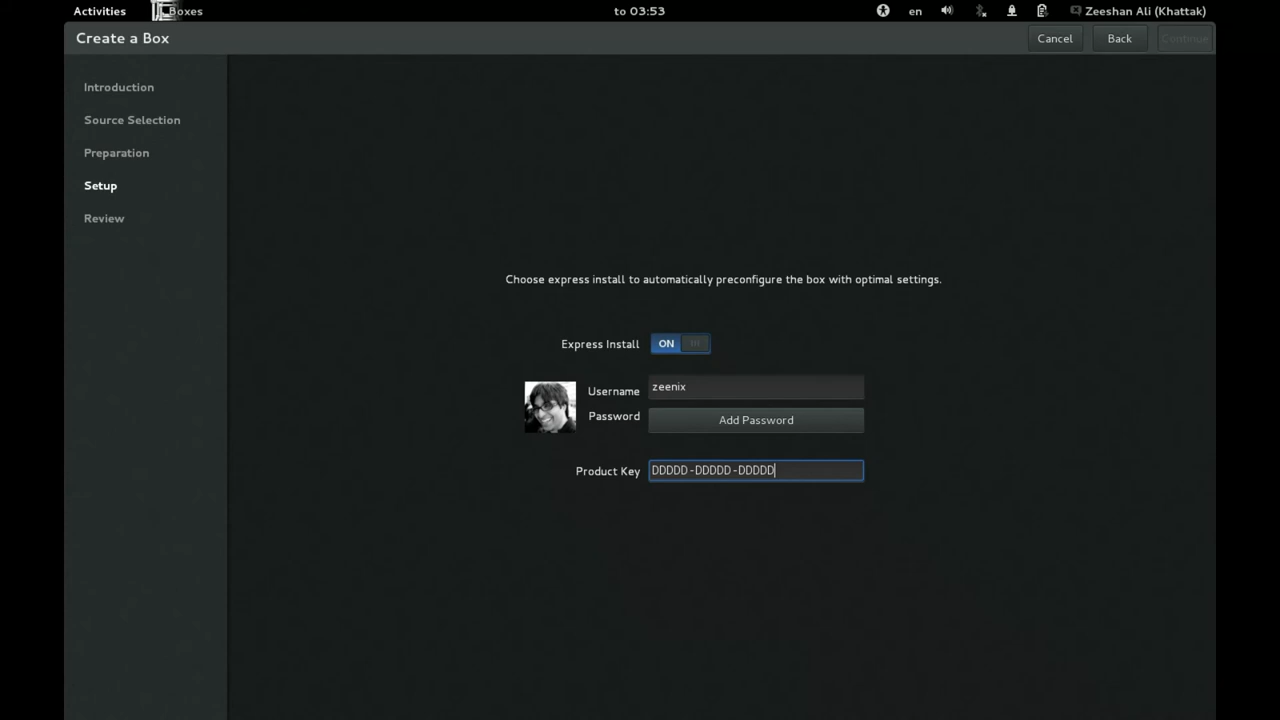 Activities
Boxes
to 03:53
en
Zeeshan Ali (Khattak)
Create a Box
Cancel
Back
Continue
Introduction
Source Selection
Preparation
Setup
Review
Choose express install to automatically preconfigure the box with optimal settings.
Express Install
ON
Username
zeenix
Password
Add Password
Product Key
DDDDD-DDDDD-DDDDD